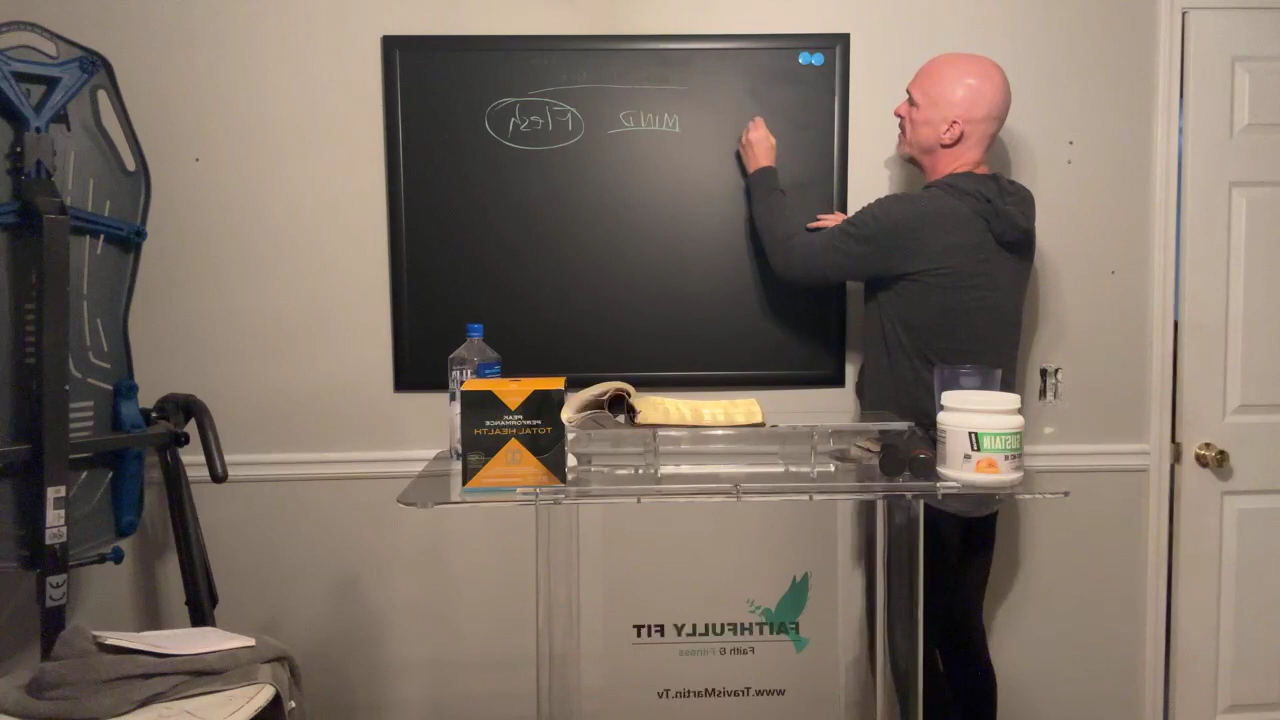 MIND Flesh
PEAK
PERFORMANCE
TOTAL HEALTH
SUSTAIN
FAITHFULLY FIT
Faith & Fitness
www.TravisMartin.Tv